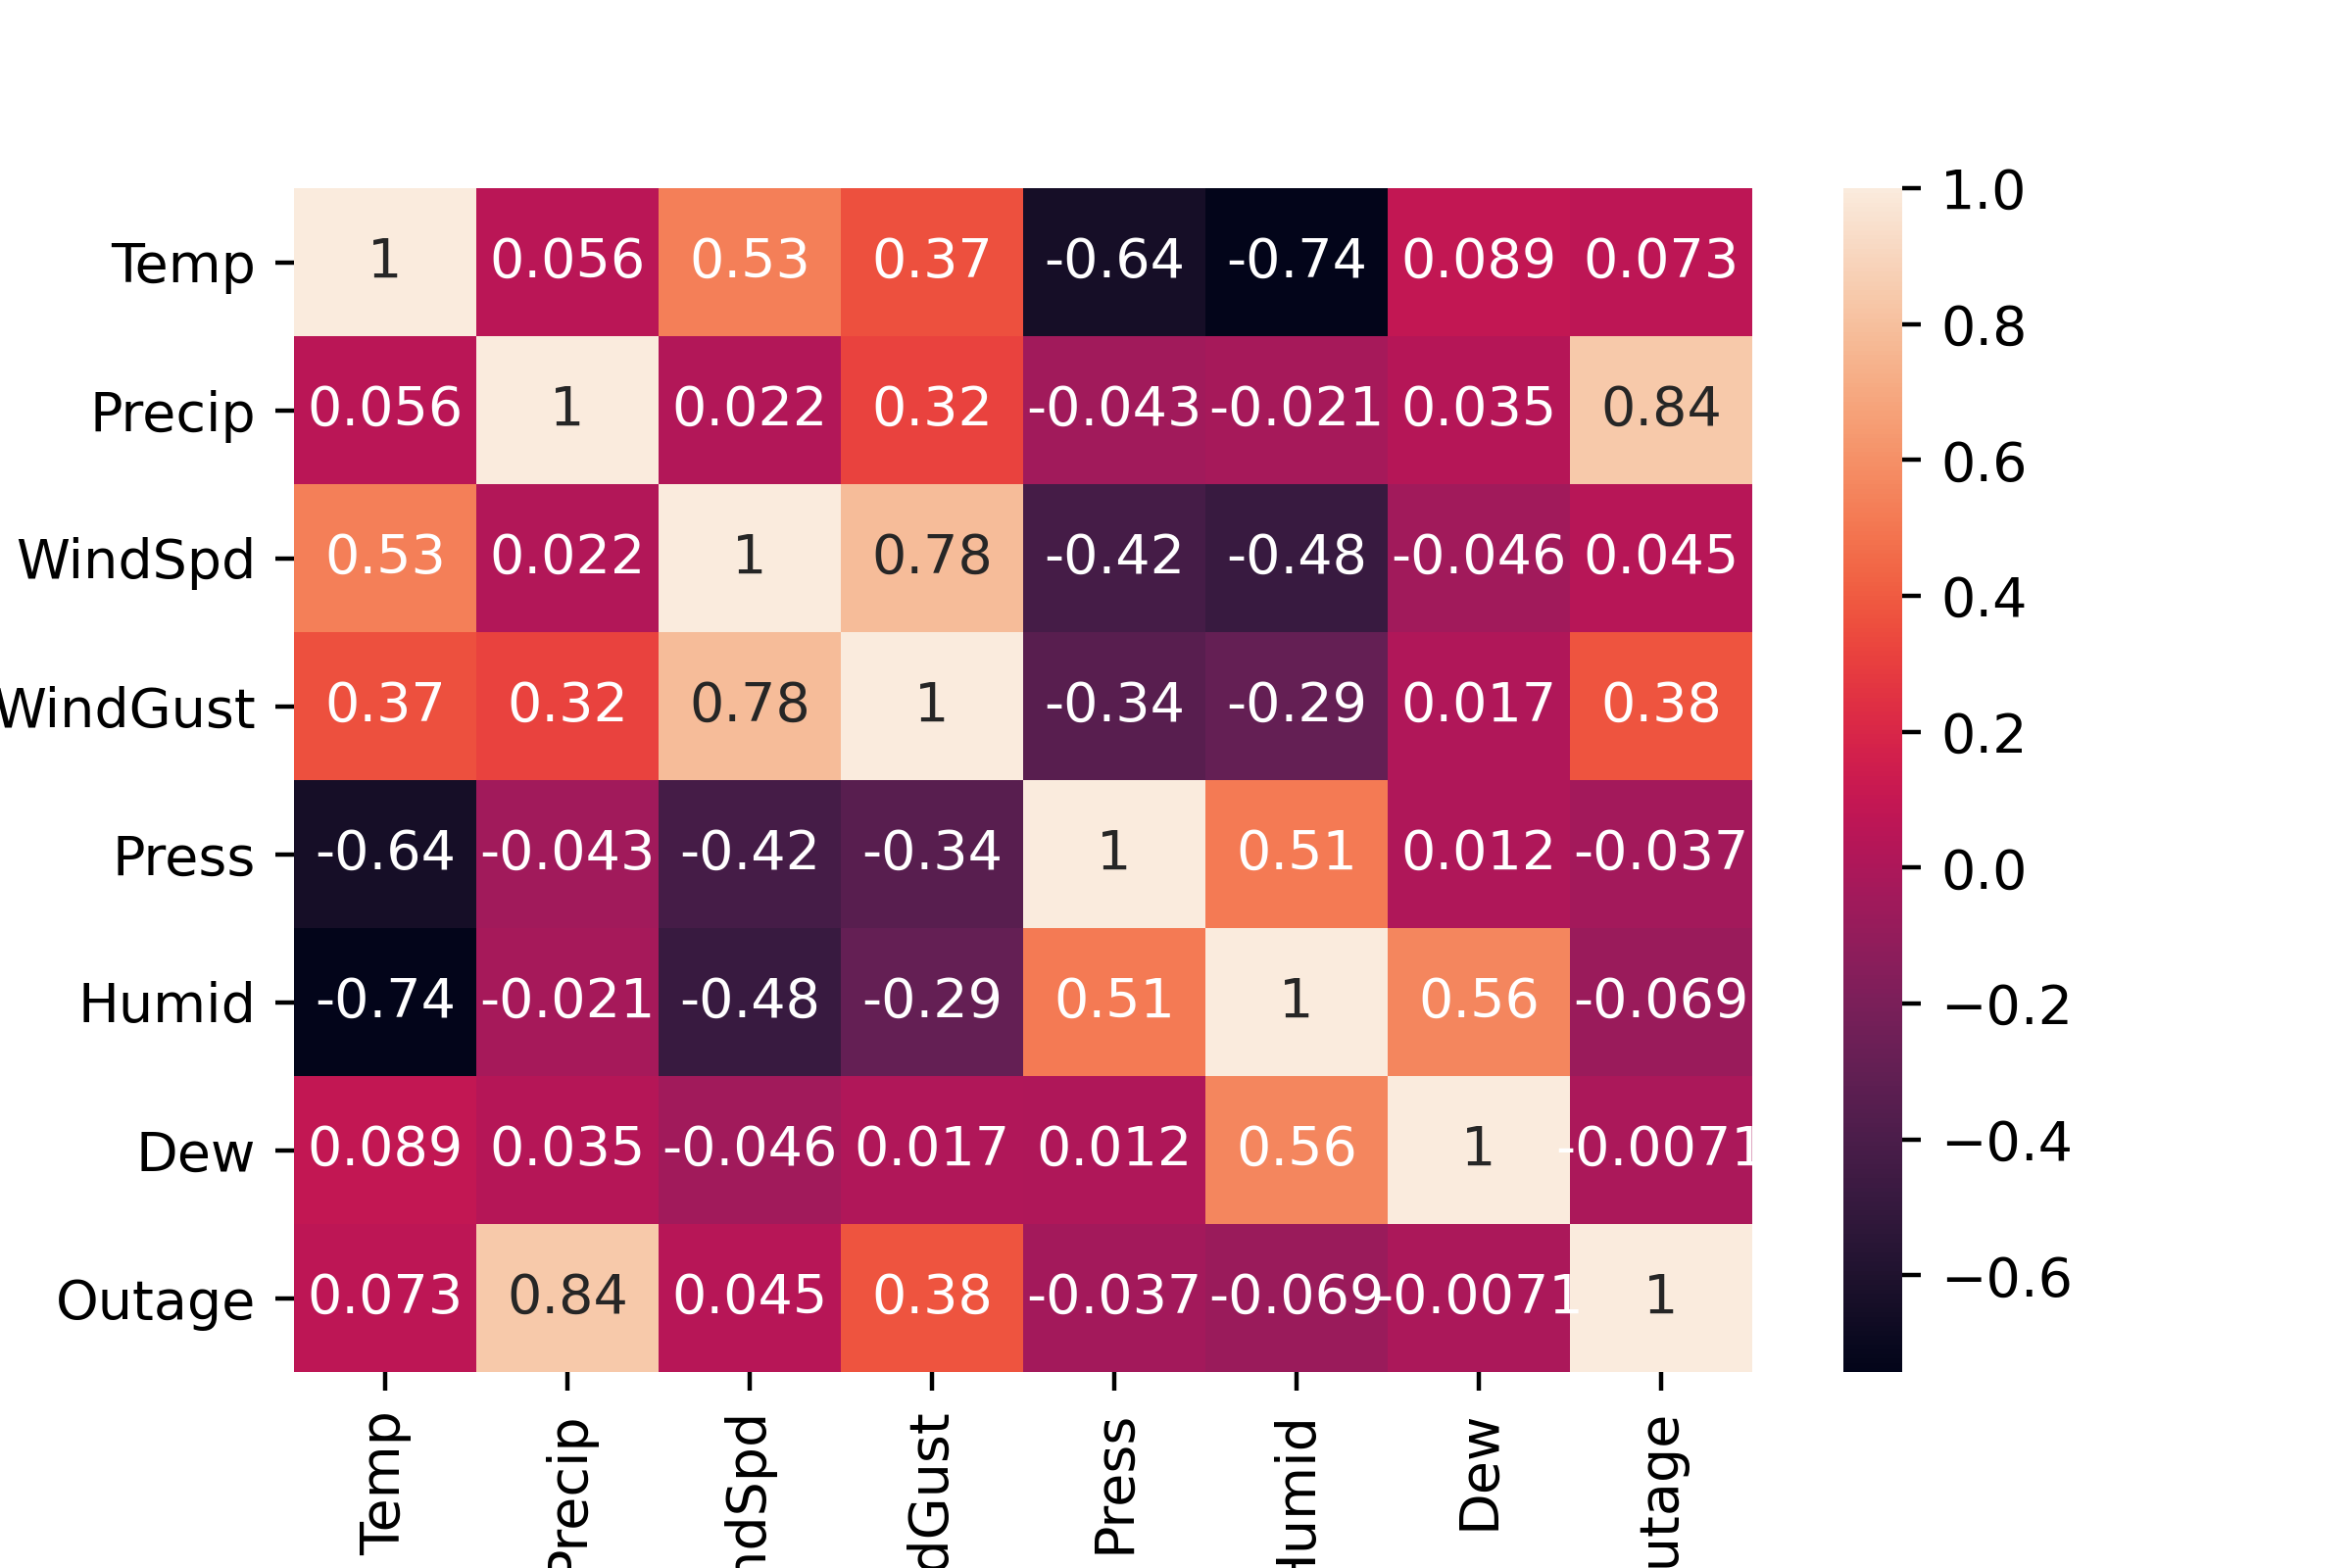 1.0
Temp 1 0.056 0.53 0.37 -0.64 -0.74 0.089 0.073
0.8
Precip 0.056 1 0.022 0.32 -0.043 -0.021 0.035 0.84
0.6
WindSpd 0.53 0.022 1 0.78 -0.42 -0.48 -0.046 0.045
0.4
WindGust 0.37 0.32 0.78 1 -0.34 -0.29 0.017 0.38
0.2
Press -0.64 -0.043 -0.42 -0.34 1 0.51 0.012 -0.037
0.0
Humid -0.74 -0.021 -0.48 -0.29 0.51 1 0.56 -0.069
−0.2
Dew 0.089 0.035 -0.046 0.017 0.012 0.56 1 -0.0071
−0.4
Outage 0.073 0.84 0.045 0.38 -0.037 -0.069 -0.0071 1
−0.6
Temp
Precip
ndSpd
dGust
Press
Humid
Dew
utage